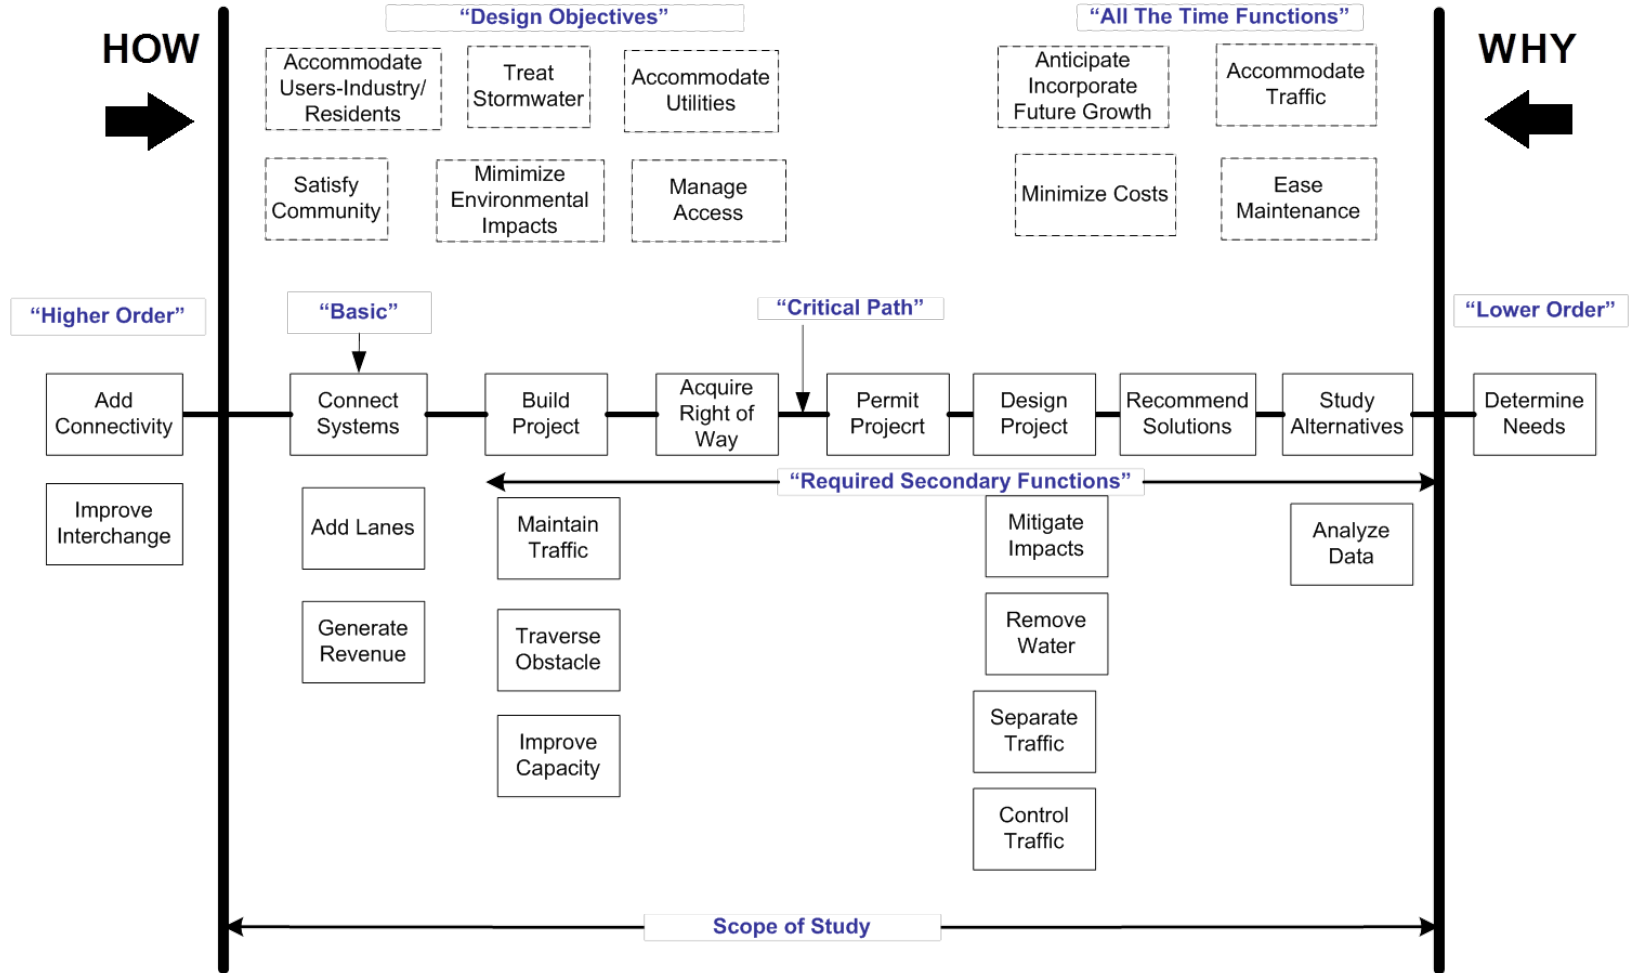 “Design Objectives”
“All The Time Functions”
HOW
WHY
Accommodate
Users-Industry/
Residents
Treat
Stormwater
Accommodate
Utilities
Anticipate
Incorporate
Future Growth
Accommodate
Traffic
Satisfy
Community
Mimimize
Environmental
Impacts
Manage
Access
Minimize Costs
Ease
Maintenance
“Higher Order”
“Basic”
“Critical Path”
“Lower Order”
Add
Connectivity
Connect
Systems
Build
Project
Acquire
Right of
Way
Permit
Projecrt
Design
Project
Recommend
Solutions
Study
Alternatives
Determine
Needs
“Required Secondary Functions”
Improve
Interchange
Add Lanes
Maintain
Traffic
Mitigate
Impacts
Analyze
Data
Generate
Revenue
Traverse
Obstacle
Remove
Water
Improve
Capacity
Separate
Traffic
Control
Traffic
Scope of Study